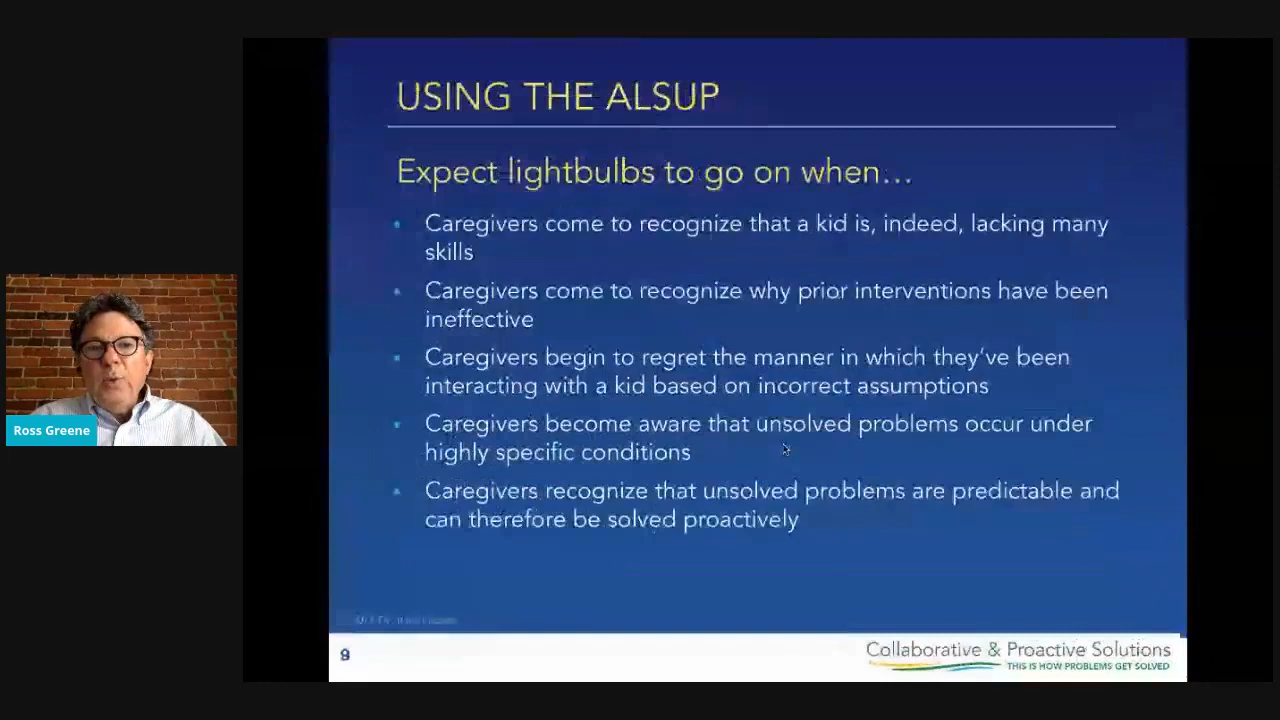 USING THE ALSUP
Expect lightbulbs to go on when...
• Caregivers come to recognize that a kid is, indeed, lacking many
skills
• Caregivers come to recognize why prior interventions have been
ineffective
• Caregivers begin to regret the manner in which they've been
interacting with a kid based on incorrect assumptions
• Caregivers become aware that unsolved problems occur under
highly specific conditions
• Caregivers recognize that unsolved problems are predictable and
can therefore be solved proactively
Ross Greene
9
Collaborative & Proactive Solutions
THIS IS HOW PROBLEMS GET SOLVED